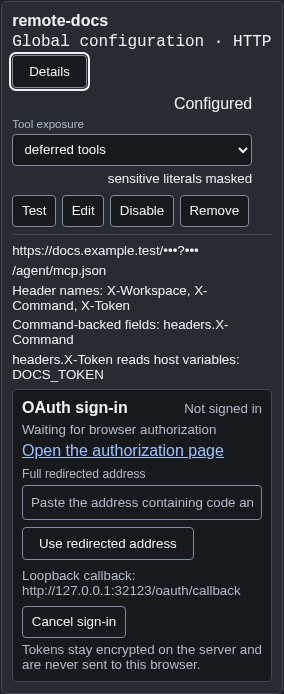 remote-docs
Global configuration · HTTP
Details
Configured
Tool exposure
deferred tools
sensitive literals masked
Test Edit Disable Remove
https://docs.example.test/•••?•••
/agent/mcp.json
Header names: X-Workspace, X-
Command, X-Token
Command-backed fields: headers.X-
Command
headers.X-Token reads host variables:
DOCS_TOKEN
OAuth sign-in Not signed in
Waiting for browser authorization
Open the authorization page
Full redirected address
Paste the address containing code an
Use redirected address
Loopback callback:
http://127.0.0.1:32123/oauth/callback
Cancel sign-in
Tokens stay encrypted on the server and
are never sent to this browser.